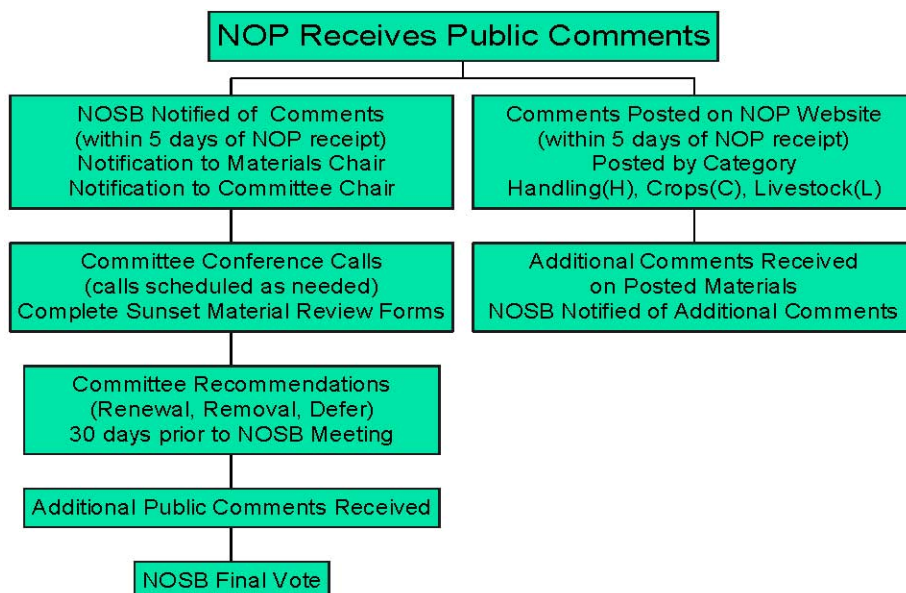 NOP Receives Public Comments
NOSB Notified of Comments
(within 5 days of NOP receipt)
Notification to Materials Chair
Notification to Committee Chair
Comments Posted on NOP Website
(within 5 days of NOP receipt)
Posted by Category
Handling(H), Crops(C), Livestock(L)
Committee Conference Calls
(calls scheduled as needed)
Complete Sunset Material Review Forms
Additional Comments Received
on Posted Materials
NOSB Notified of Additional Comments
Committee Recommendations
(Renewal, Removal, Defer)
30 days prior to NOSB Meeting
Additional Public Comments Received
NOSB Final Vote